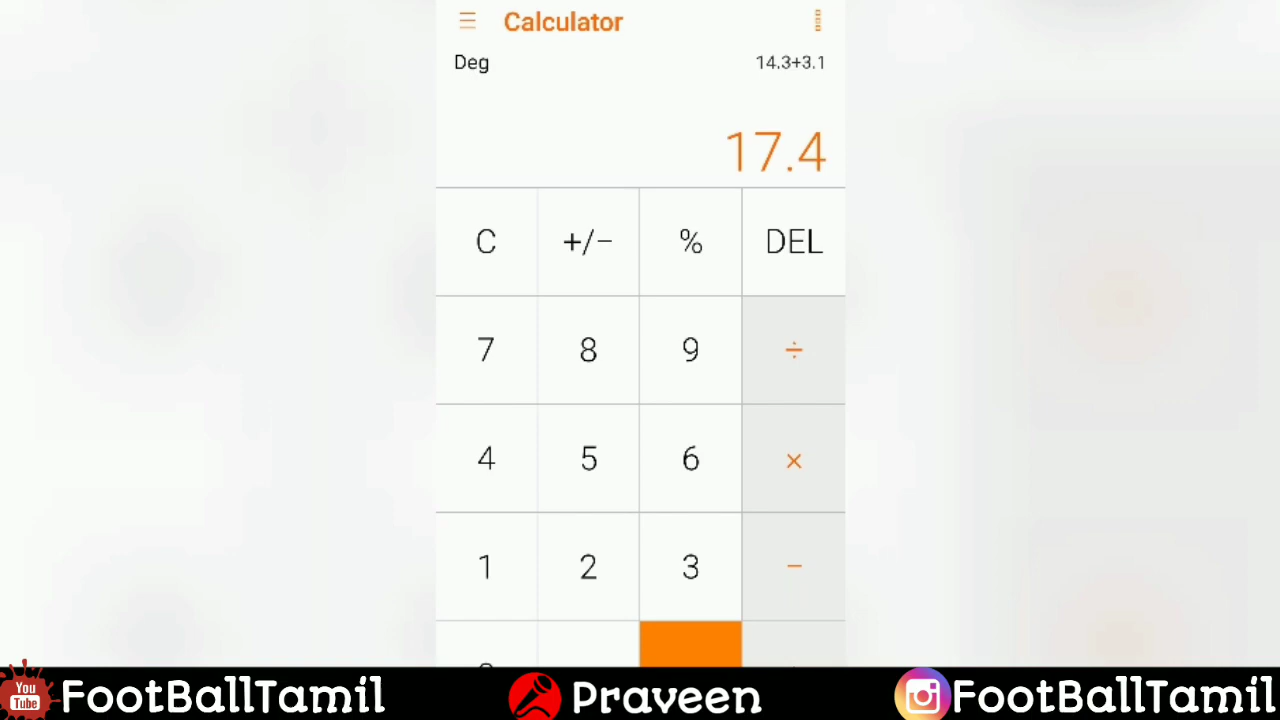 Calculator
Deg 14.3+3.1
17.4
C +/− % DEL
7 8 9 ÷
4 5 6 ×
1 2 3 −
You Tube FootBallTamil Praveen FootBallTamil